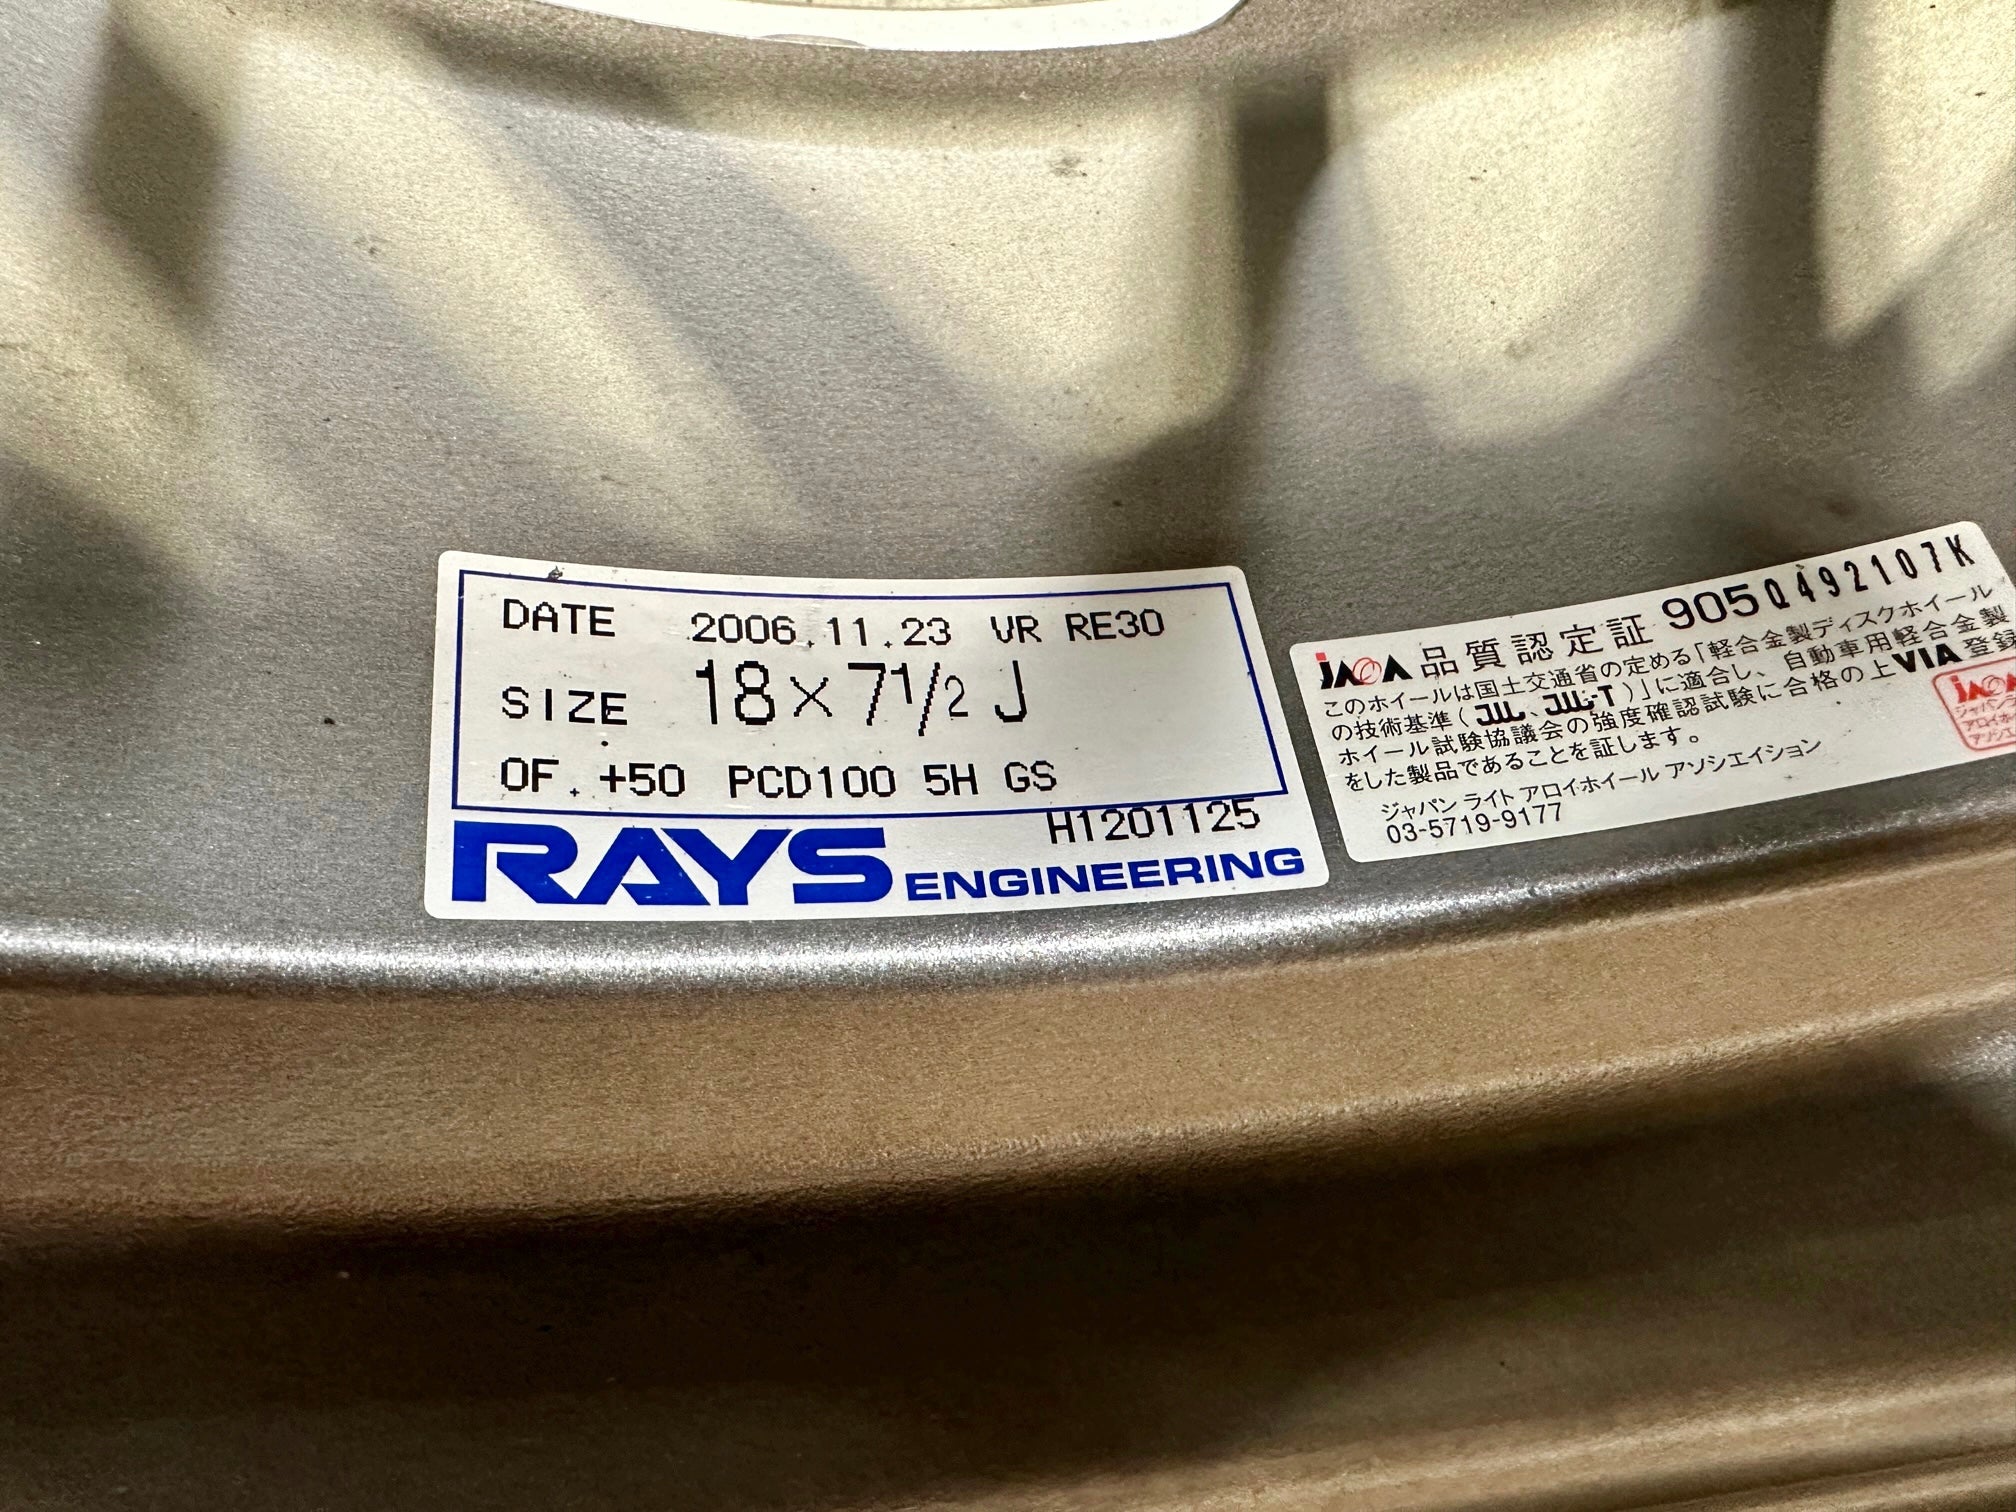 DATE 2006.11.23 VR RE30
SIZE 18×7 1/2 J
OF. +50 PCD100 5H GS
H1201125
RAYS ENGINEERING
JAWA 品質認定証 905Q492107K
このホイールは国土交通省の定める「軽合金製ディスクホイール
の技術基準(JWL、JWL-T)」に適合し、自動車用軽合金製
ホイール試験協議会の強度確認試験に合格の上VIA登録
をした製品であることを証します。
ジャパン ライト アロイ・ホイール アソシエイション
03-5719-9177